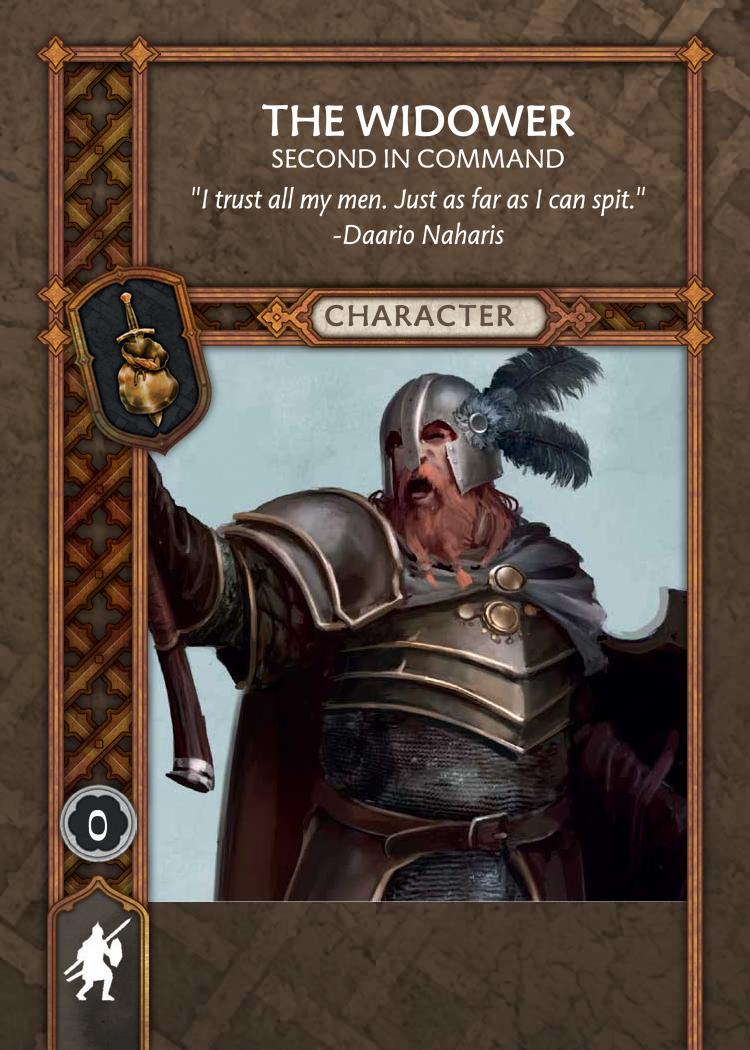 THE WIDOWER
SECOND IN COMMAND
"I trust all my men. Just as far as I can spit."
-Daario Naharis
CHARACTER
0